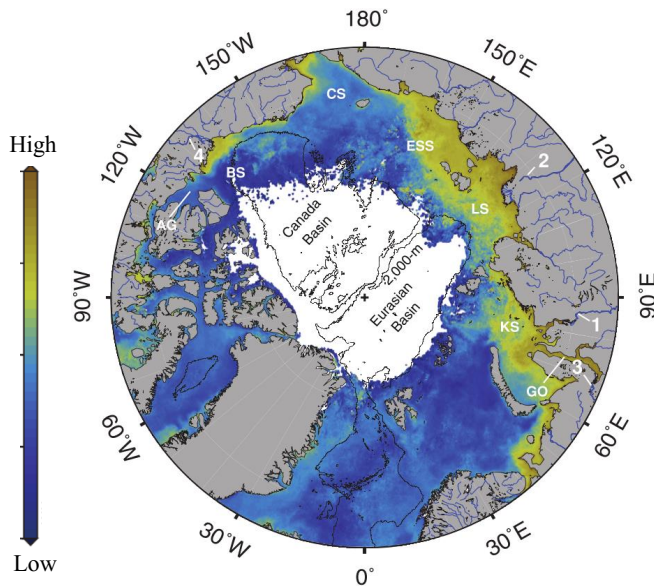 180°
150°W
150°E
120°W
120°E
90°W
90°E
60°W
60°E
30°W
30°E
0°
High
Low
CS
ESS
BS
LS
AG
KS
GO
4
2
1
3
Canada
Basin
2,000-m
Eurasian
Basin